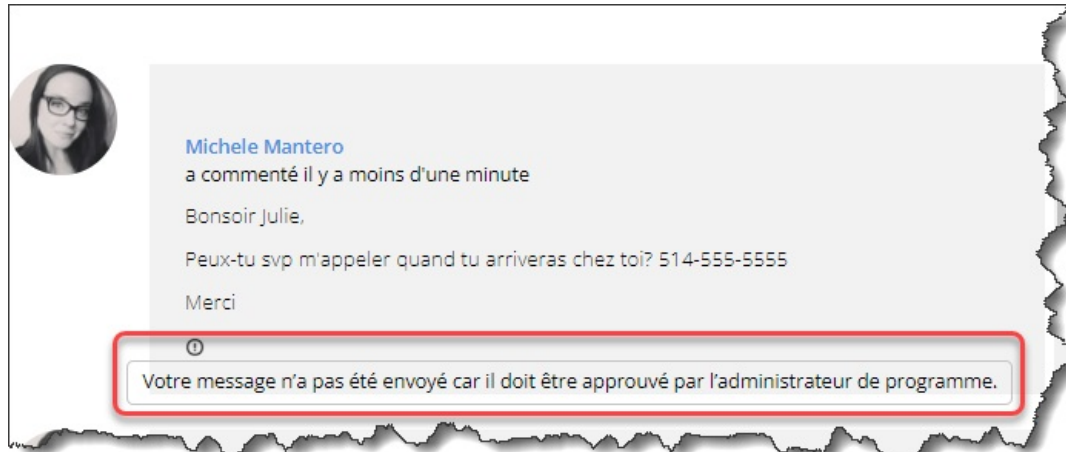 Michele Mantero
a commenté il y a moins d'une minute
Bonsoir Julie,
Peux-tu svp m'appeler quand tu arriveras chez toi? 514-555-5555
Merci
Votre message n’a pas été envoyé car il doit être approuvé par l’administrateur de programme.